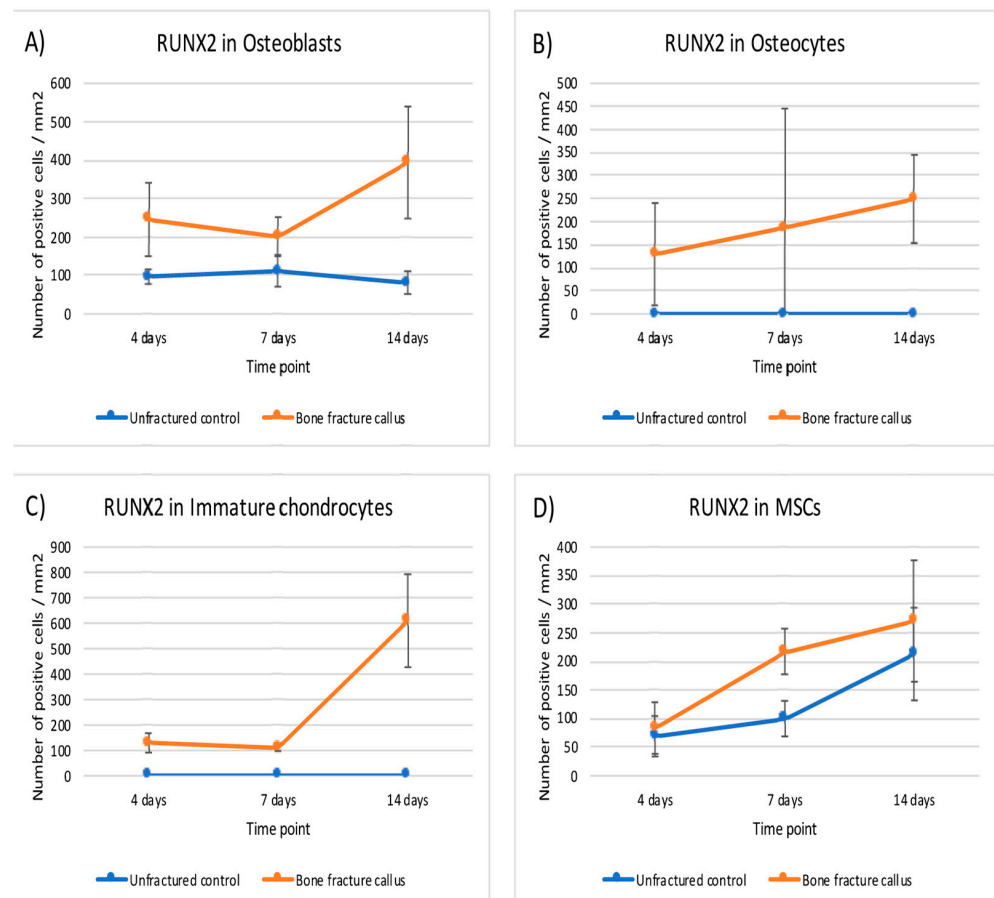 A)
RUNX2 in Osteoblasts
Number of positive cells / mm2
600
500
400
300
200
100
0
4 days 7 days 14 days
Time point
Unfractured control Bone fracture callus
B)
RUNX2 in Osteocytes
Number of positive cells / mm2
500
450
400
350
300
250
200
150
100
50
0
4 days 7 days 14 days
Time point
Unfractured control Bone fracture callus
C)
RUNX2 in Immature chondrocytes
Number of positive cells / mm2
900
800
700
600
500
400
300
200
100
0
4 days 7 days 14 days
Time point
Unfractured control Bone fracture callus
D)
RUNX2 in MSCs
Number of positive cells / mm2
400
350
300
250
200
150
100
50
0
4 days 7 days 14 days
Time point
Unfractured control Bone fracture callus